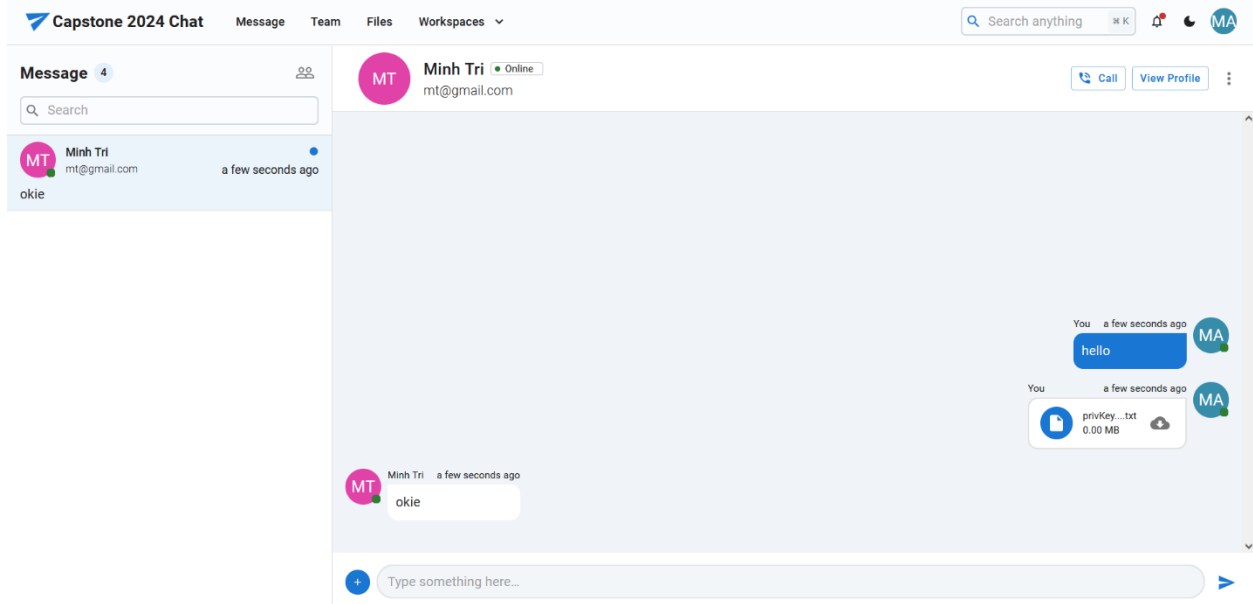 Capstone 2024 Chat Message Team Files Workspaces Search anything ⌘ K MA
Message 4
Search
MT Minh Tri
mt@gmail.com a few seconds ago
okie
MT Minh Tri Online
mt@gmail.com
Call View Profile
You a few seconds ago
hello
MA
You a few seconds ago
privKey....txt
0.00 MB
MA
Minh Tri a few seconds ago
MT
okie
+ Type something here...